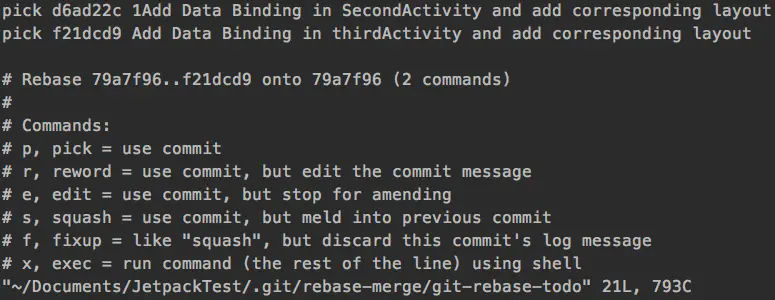 pick d6ad22c 1Add Data Binding in SecondActivity and add corresponding layout
pick f21dcd9 Add Data Binding in thirdActivity and add corresponding layout
# Rebase 79a7f96..f21dcd9 onto 79a7f96 (2 commands)
#
# Commands:
# p, pick = use commit
# r, reword = use commit, but edit the commit message
# e, edit = use commit, but stop for amending
# s, squash = use commit, but meld into previous commit
# f, fixup = like "squash", but discard this commit's log message
# x, exec = run command (the rest of the line) using shell
"~/Documents/JetpackTest/.git/rebase-merge/git-rebase-todo" 21L, 793C